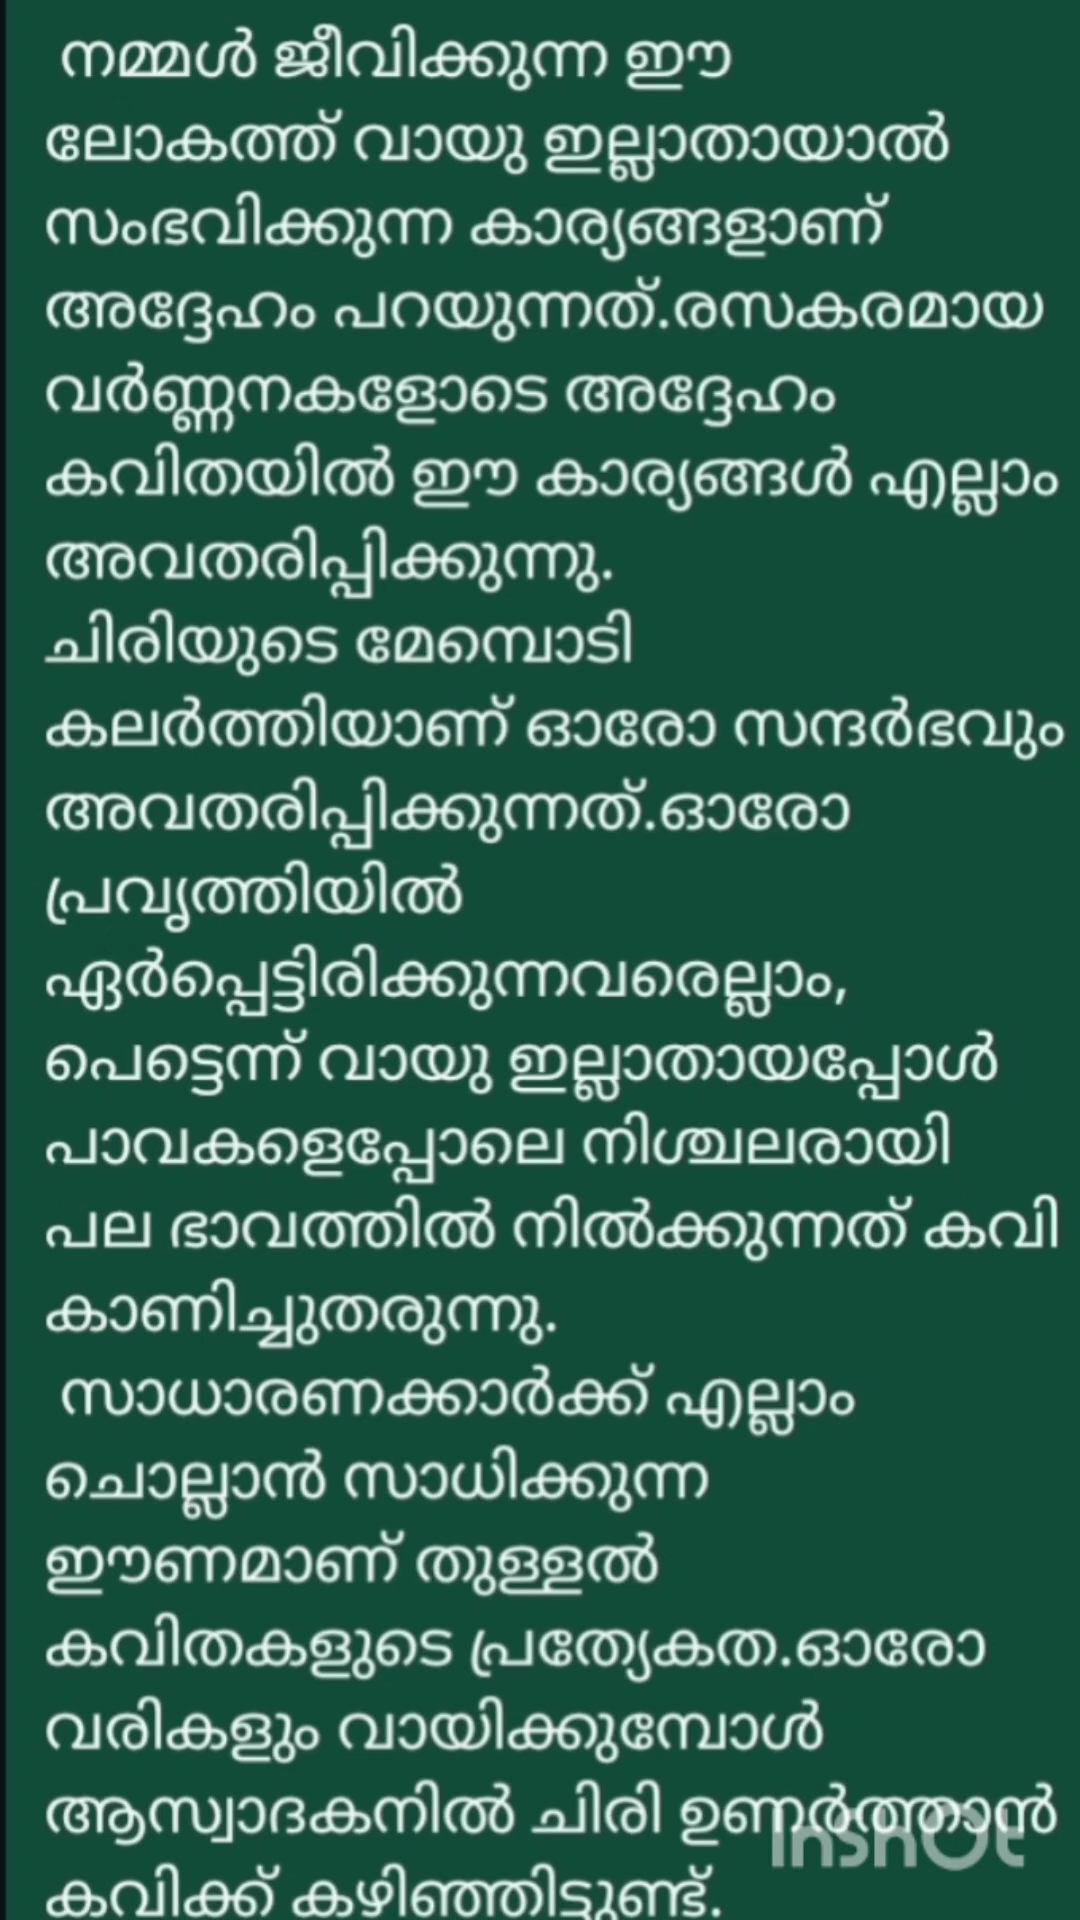 നമ്മൾ ജീവിക്കുന്ന ഈ
ലോകത്ത് വായു ഇല്ലാതായാൽ
സംഭവിക്കുന്ന കാര്യങ്ങളാണ്
അദ്ദേഹം പറയുന്നത്.രസകരമായ
വർണ്ണനകളോടെ അദ്ദേഹം
കവിതയിൽ ഈ കാര്യങ്ങൾ എല്ലാം
അവതരിപ്പിക്കുന്നു.
ചിരിയുടെ മേമ്പൊടി
കലർത്തിയാണ് ഓരോ സന്ദർഭവും
അവതരിപ്പിക്കുന്നത്.ഓരോ
പ്രവൃത്തിയിൽ
ഏർപ്പെട്ടിരിക്കുന്നവരെല്ലാം,
പെട്ടെന്ന് വായു ഇല്ലാതായപ്പോൾ
പാവകളെപ്പോലെ നിശ്ചലരായി
പല ഭാവത്തിൽ നിൽക്കുന്നത് കവി
കാണിച്ചുതരുന്നു.
സാധാരണക്കാർക്ക് എല്ലാം
ചൊല്ലാൻ സാധിക്കുന്ന
ഈണമാണ് തുള്ളൽ
കവിതകളുടെ പ്രത്യേകത.ഓരോ
വരികളും വായിക്കുമ്പോൾ
ആസ്വാദകനിൽ ചിരി ഉണർത്താൻ
കവിക്ക് കഴിഞ്ഞിട്ടുണ്ട്.
InshOt